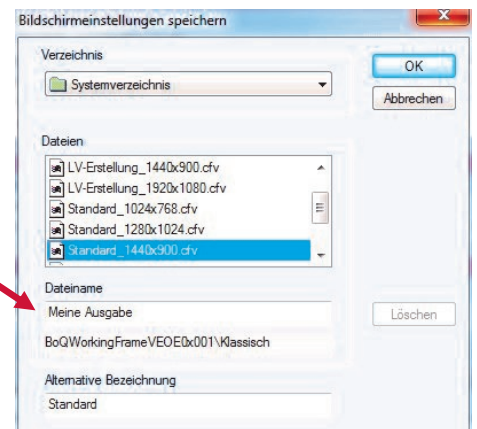 Bildschirmeinstellungen speichern
Verzeichnis
Systemverzeichnis
OK
Abbrechen
Dateien
LV-Erstellung_1440x900.cfv
LV-Erstellung_1920x1080.cfv
Standard_1024x768.cfv
Standard_1280x1024.cfv
Standard_1440x900.cfv
Dateiname
Meine Ausgabe
Löschen
BoQWorkingFrameVEOE0x001\Klassisch
Alternative Bezeichnung
Standard